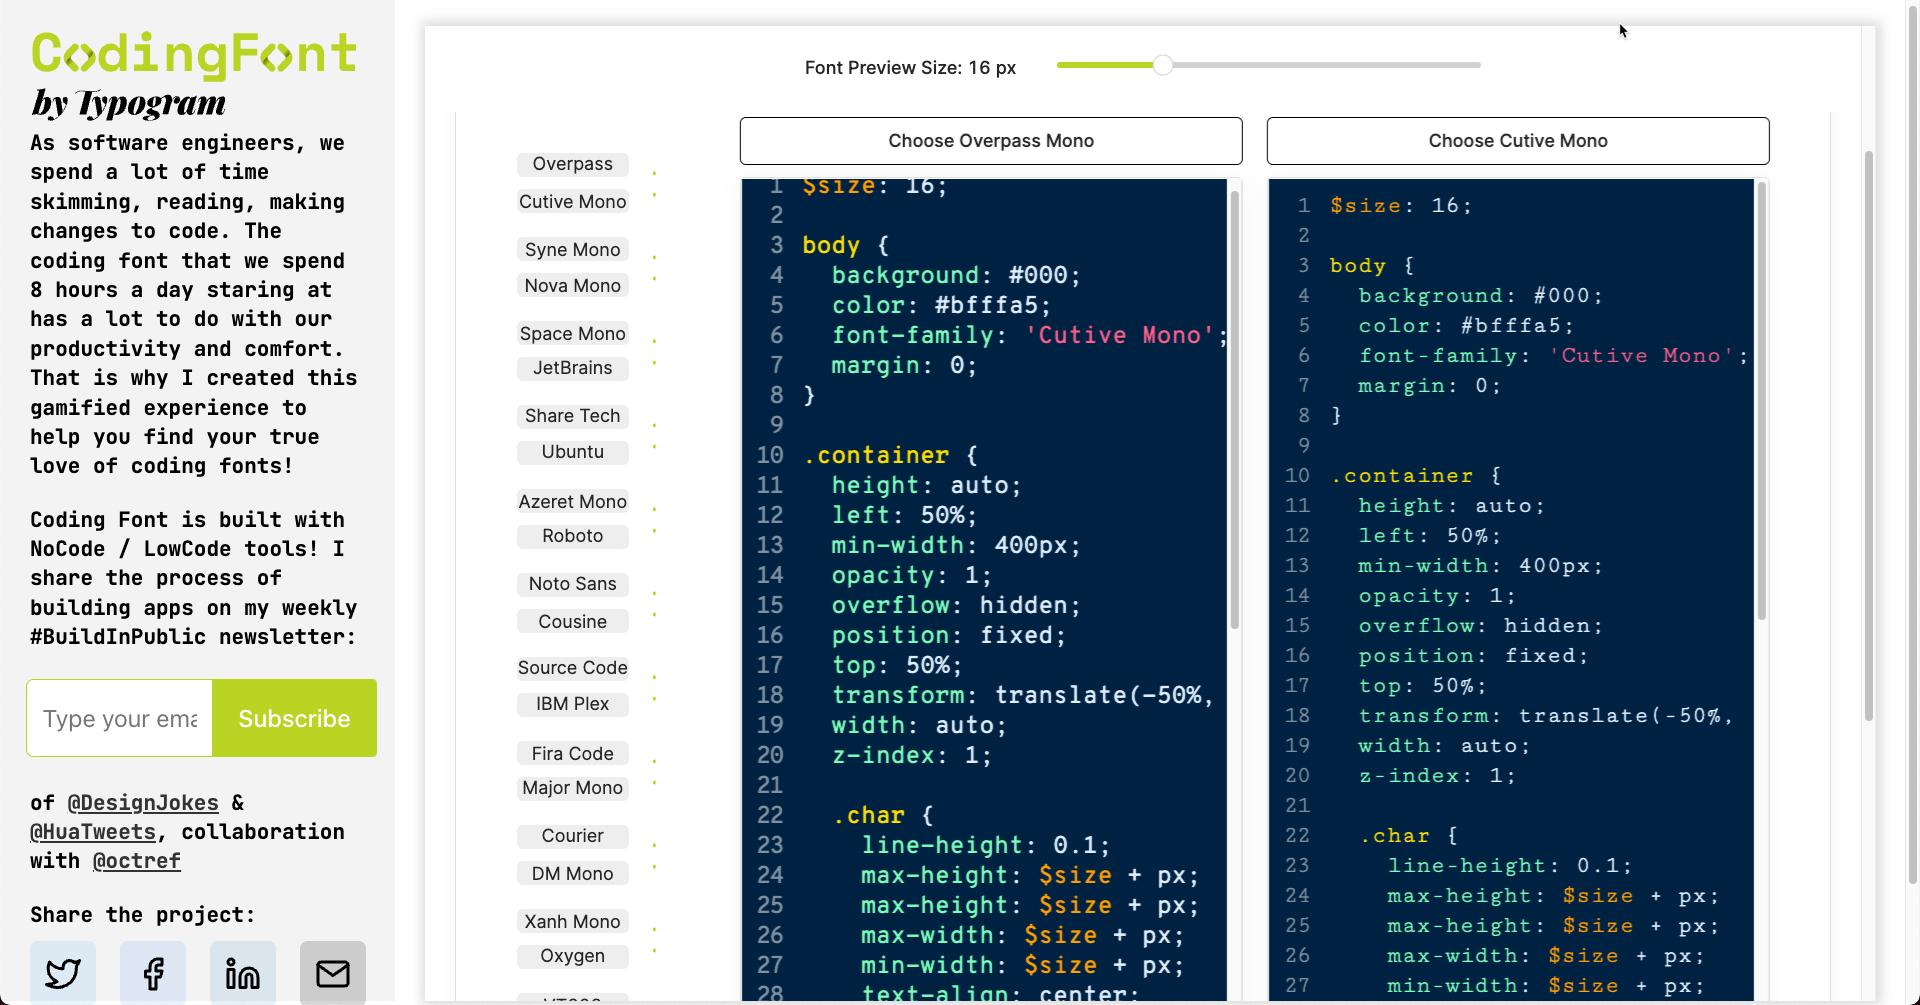 CodingFont
by Typogram
As software engineers, we
spend a lot of time
skimming, reading, making
changes to code. The
coding font that we spend
8 hours a day staring at
has a lot to do with our
productivity and comfort.
That is why I created this
gamified experience to
help you find your true
love of coding fonts!
Coding Font is built with
NoCode / LowCode tools! I
share the process of
building apps on my weekly
#BuildInPublic newsletter:
Type your ema
Subscribe
of @DesignJokes &
@HuaTweets, collaboration
with @octref
Share the project:
Font Preview Size: 16 px
Overpass
Cutive Mono
Syne Mono
Nova Mono
Space Mono
JetBrains
Share Tech
Ubuntu
Azeret Mono
Roboto
Noto Sans
Cousine
Source Code
IBM Plex
Fira Code
Major Mono
Courier
DM Mono
Xanh Mono
Oxygen
Choose Overpass Mono
1 $size: 16;
2
3 body {
4 background: #000;
5 color: #bfffa5;
6 font-family: 'Cutive Mono';
7 margin: 0;
8 }
9
10 .container {
11 height: auto;
12 left: 50%;
13 min-width: 400px;
14 opacity: 1;
15 overflow: hidden;
16 position: fixed;
17 top: 50%;
18 transform: translate(-50%,
19 width: auto;
20 z-index: 1;
21
22 .char {
23 line-height: 0.1;
24 max-height: $size + px;
25 max-height: $size + px;
26 max-width: $size + px;
27 min-width: $size + px;
28 text-align: center;
Choose Cutive Mono
1 $size: 16;
2
3 body {
4 background: #000;
5 color: #bfffa5;
6 font-family: 'Cutive Mono';
7 margin: 0;
8 }
9
10 .container {
11 height: auto;
12 left: 50%;
13 min-width: 400px;
14 opacity: 1;
15 overflow: hidden;
16 position: fixed;
17 top: 50%;
18 transform: translate(-50%,
19 width: auto;
20 z-index: 1;
21
22 .char {
23 line-height: 0.1;
24 max-height: $size + px;
25 max-height: $size + px;
26 max-width: $size + px;
27 min-width: $size + px;